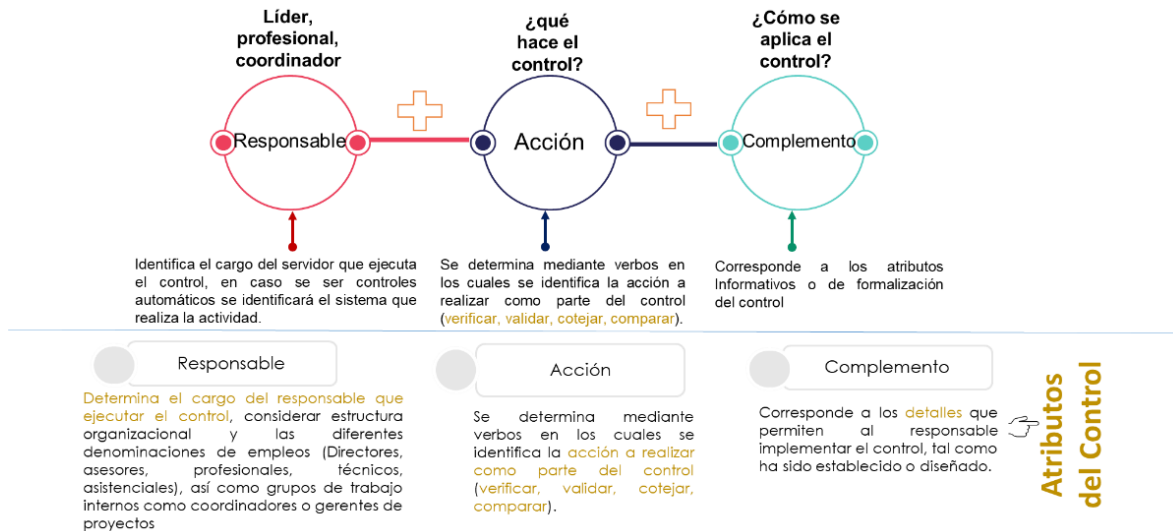 Líder,
profesional,
coordinador
¿qué
hace el
control?
¿Cómo se
aplica el
control?
Responsable
Acción
Complemento
Identifica el cargo del servidor que ejecuta
el control, en caso se ser controles
automáticos se identificará el sistema que
realiza la actividad.
Se determina mediante verbos en
los cuales se identifica la acción a
realizar como parte del control
(verificar, validar, cotejar, comparar).
Corresponde a los atributos
Informativos o de formalización
del control
Responsable
Determina el cargo del responsable que
ejecutar el control, considerar estructura
organizacional y las diferentes
denominaciones de empleos (Directores,
asesores, profesionales, técnicos,
asistenciales), así como grupos de trabajo
internos como coordinadores o gerentes de
proyectos
Acción
Se determina mediante
verbos en los cuales se
identifica la acción a realizar
como parte del control
(verificar, validar, cotejar,
comparar).
Complemento
Corresponde a los detalles que
permiten al responsable
implementar el control, tal como
ha sido establecido o diseñado.
Atributos
del Control